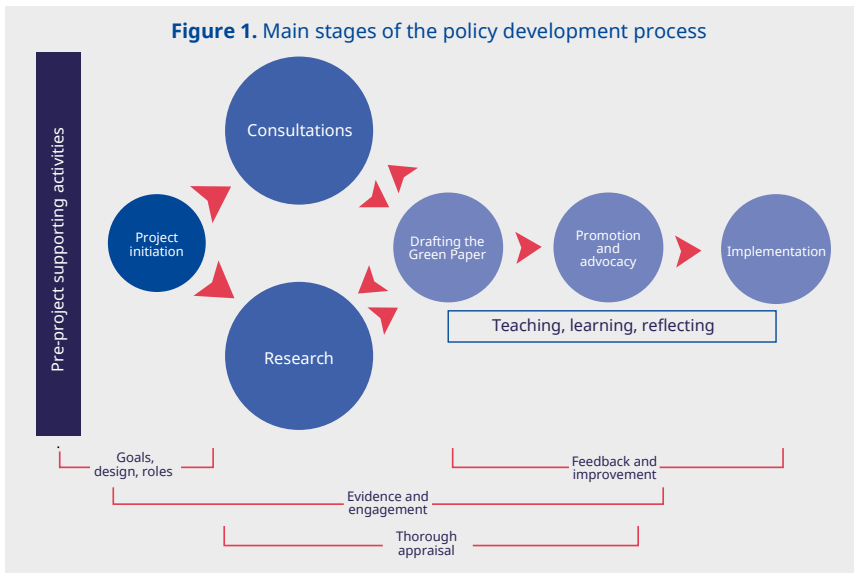 Figure 1. Main stages of the policy development process
Pre-project supporting activities
Consultations
Project
initiation
Research
Drafting the
Green Paper
Promotion
and
advocacy
Implementation
Teaching, learning, reflecting
Goals,
design, roles
Feedback and
improvement
Evidence and
engagement
Thorough
appraisal